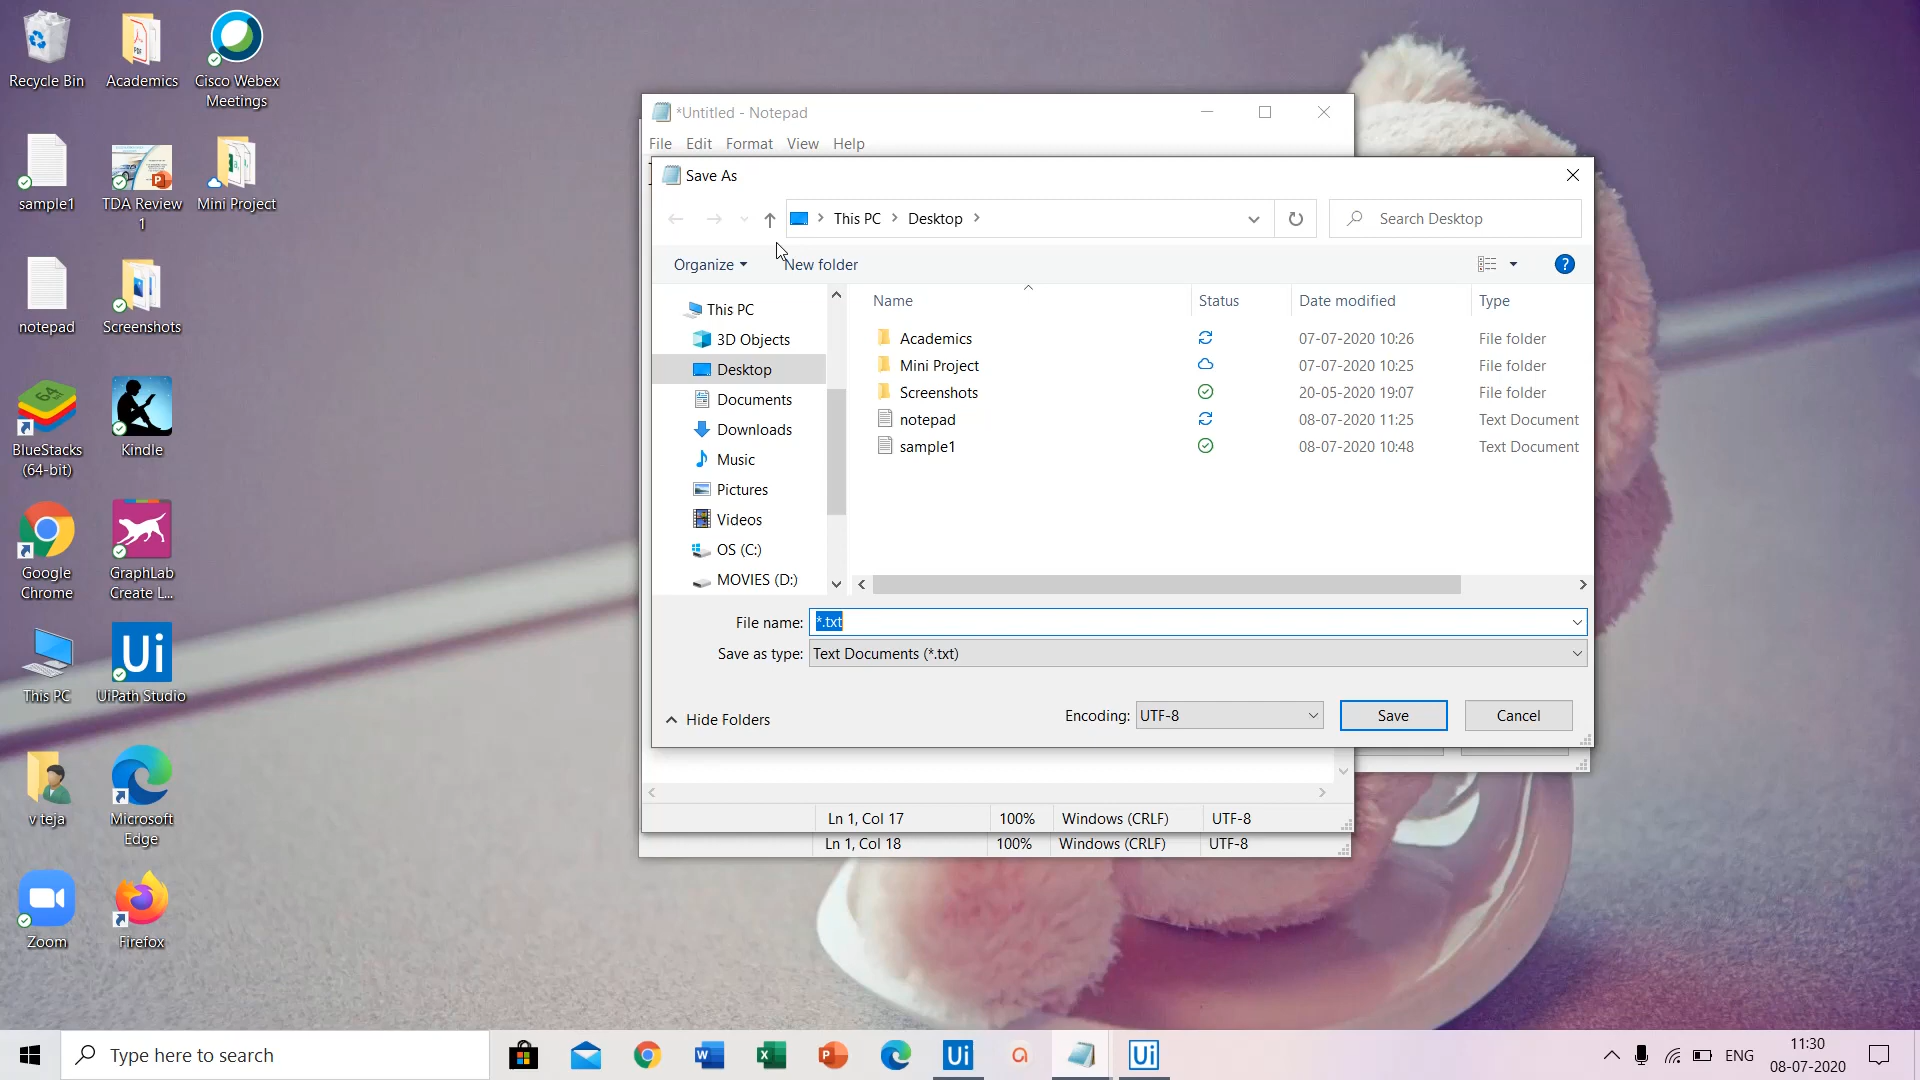 Recycle Bin
Academics
Cisco Webex
Meetings
sample1
TDA Review
1
Mini Project
notepad
Screenshots
BlueStacks
(64-bit)
Kindle
Google
Chrome
GraphLab
Create L...
This PC
UiPath Studio
v teja
Microsoft
Edge
Zoom
Firefox
*Untitled - Notepad
File Edit Format View Help
Save As
This PC Desktop
Search Desktop
Organize
New folder
Name Status Date modified Type
This PC
3D Objects
Desktop
Documents
Downloads
Music
Pictures
Videos
OS (C:)
MOVIES (D:)
Academics 07-07-2020 10:26 File folder
Mini Project 07-07-2020 10:25 File folder
Screenshots 20-05-2020 19:07 File folder
notepad 08-07-2020 11:25 Text Document
sample1 08-07-2020 10:48 Text Document
File name: *.txt
Save as type: Text Documents (*.txt)
Hide Folders
Encoding: UTF-8
Save
Cancel
Ln 1, Col 17 100% Windows (CRLF) UTF-8
Ln 1, Col 18 100% Windows (CRLF) UTF-8
Type here to search
ENG
11:30
08-07-2020